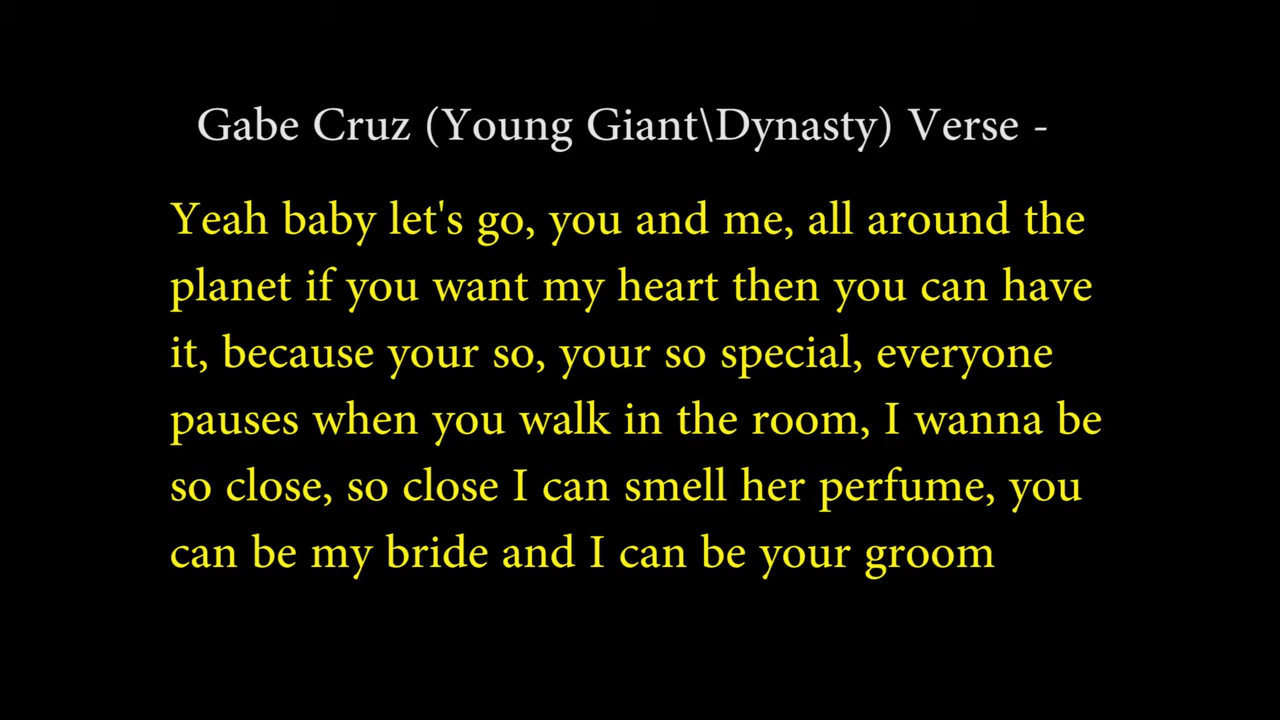 Gabe Cruz (Young Giant\Dynasty) Verse -
Yeah baby let's go, you and me, all around the
planet if you want my heart then you can have
it, because your so, your so special, everyone
pauses when you walk in the room, I wanna be
so close, so close I can smell her perfume, you
can be my bride and I can be your groom